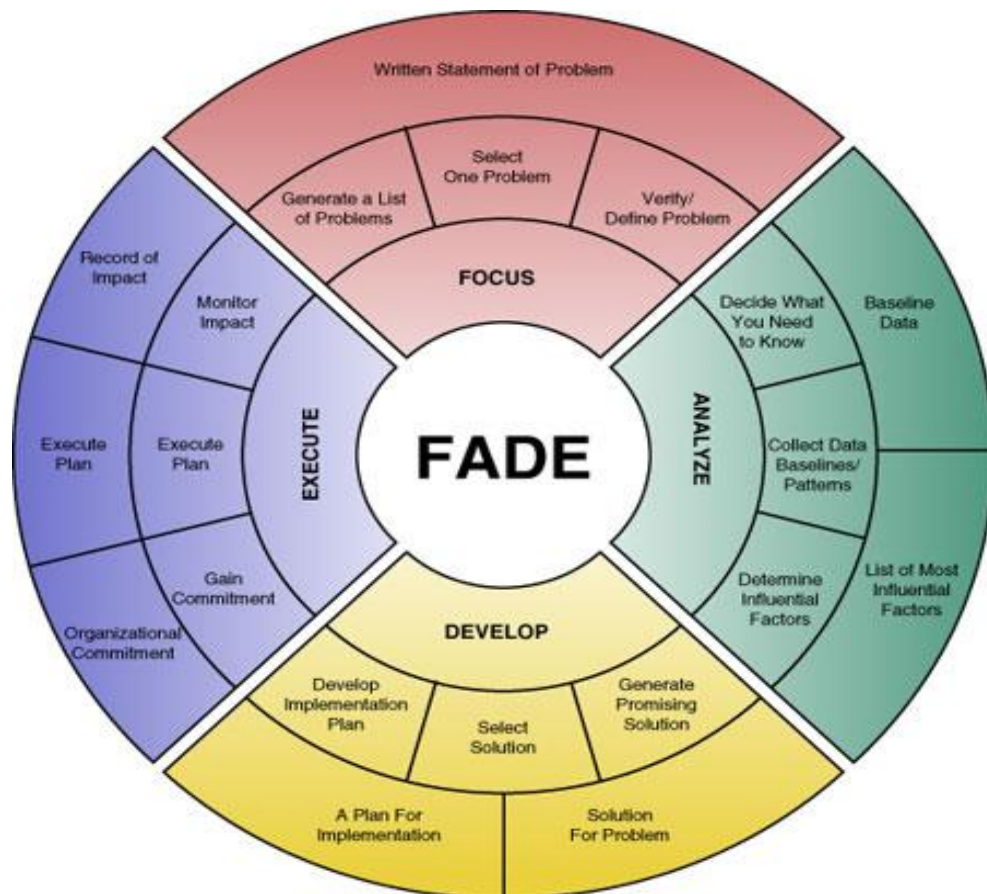 Written Statement of Problem
Generate a List
of Problems
Select
One Problem
Verify/
Define Problem
FOCUS
Decide What
You Need
to Know
Baseline
Data
Collect Data
Baselines/
Patterns
ANALYZE
Determine
Influential
Factors
List of Most
Influential
Factors
FADE
DEVELOP
Generate
Promising
Solution
Select
Solution
Develop
Implementation
Plan
Solution
For Problem
A Plan For
Implementation
EXECUTE
Gain
Commitment
Organizational
Commitment
Execute
Plan
Execute
Plan
Monitor
Impact
Record of
Impact